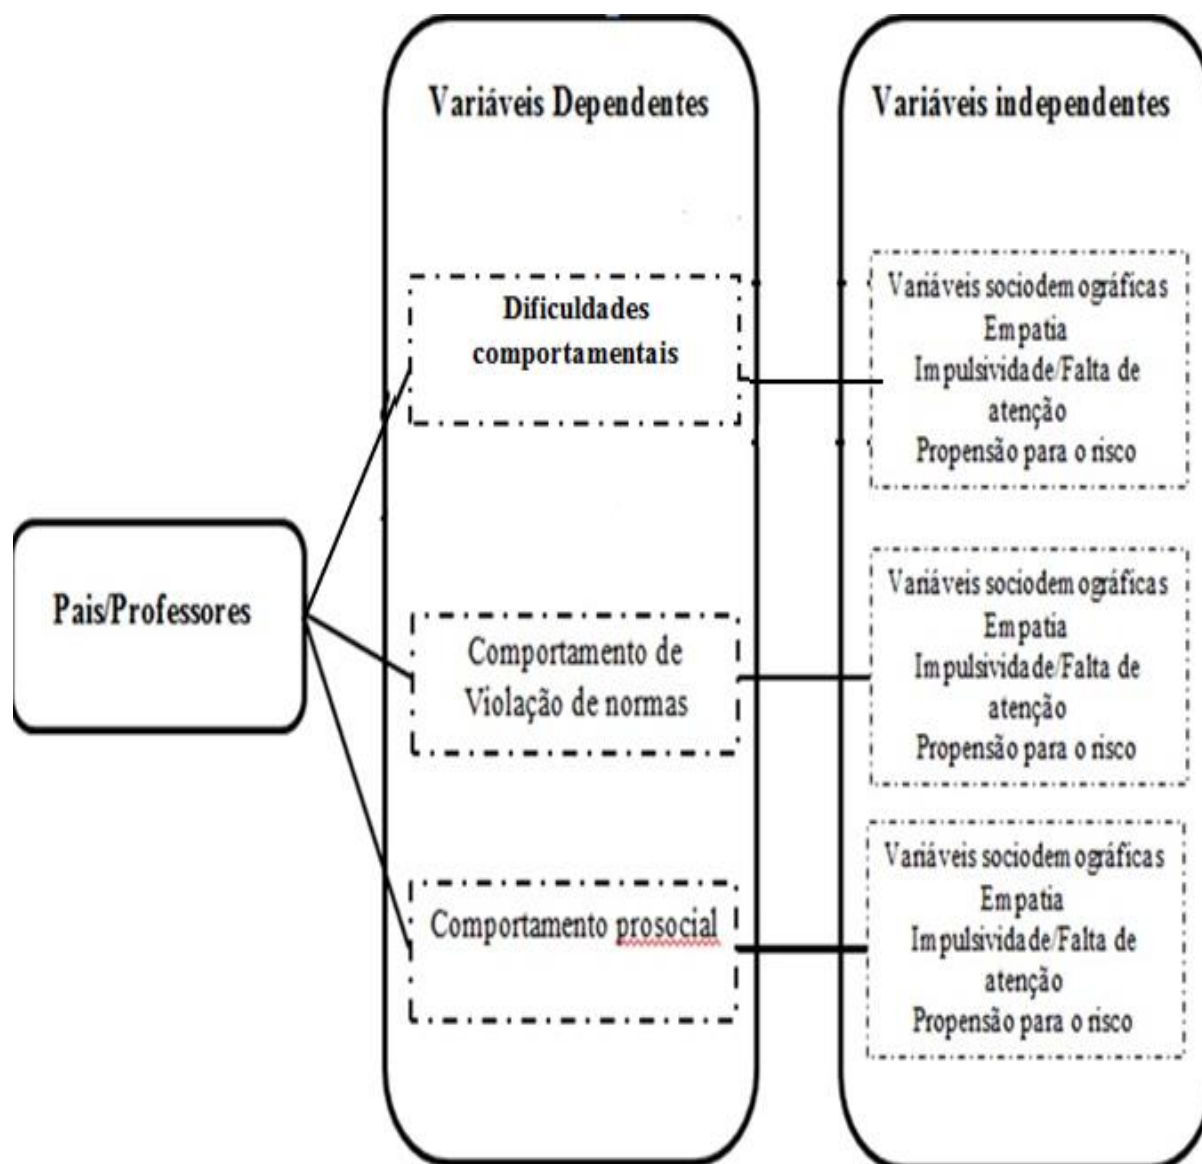 Variáveis Dependentes
Variáveis independentes
Dificuldades
comportamentais
Variáveis sociodemográficas
Empatia
Impulsividade/Falta de
atenção
Propensão para o risco
Pais/Professores
Comportamento de
Violação de normas
Variáveis sociodemográficas
Empatia
Impulsividade/Falta de
atenção
Propensão para o risco
Comportamento prosocial
Variáveis sociodemográficas
Empatia
Impulsividade/Falta de
atenção
Propensão para o risco